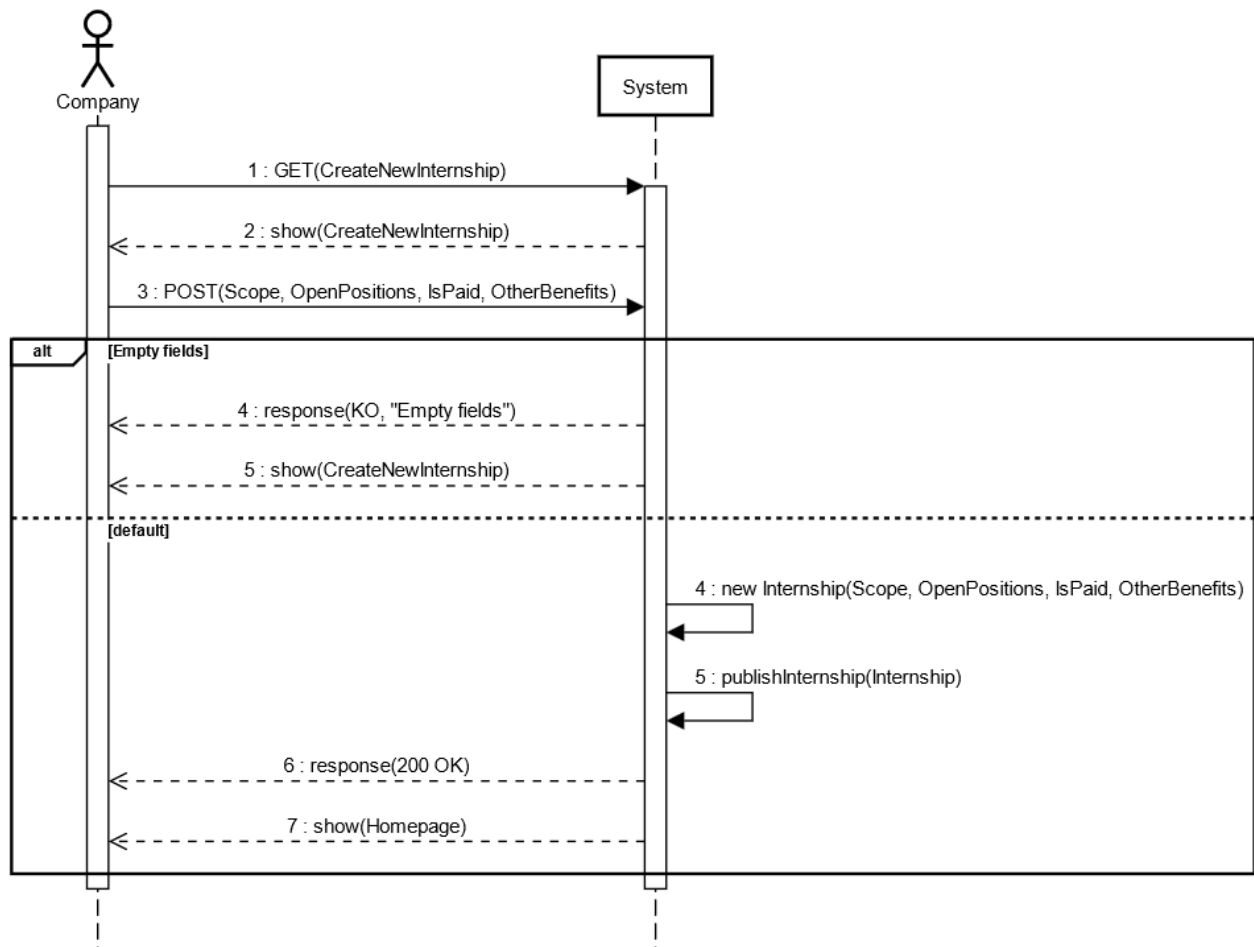 Company
System
1 : GET(CreateNewInternship)
2 : show(CreateNewInternship)
3 : POST(Scope, OpenPositions, IsPaid, OtherBenefits)
alt
[Empty fields]
4 : response(KO, "Empty fields")
5 : show(CreateNewInternship)
[default]
4 : new Internship(Scope, OpenPositions, IsPaid, OtherBenefits)
5 : publishInternship(Internship)
6 : response(200 OK)
7 : show(Homepage)